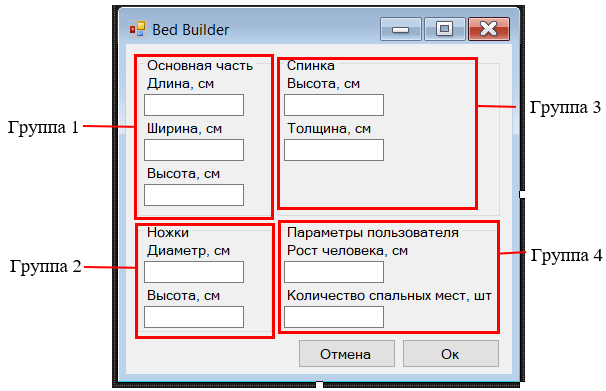 Bed Builder
Основная часть
Длина, см
Ширина, см
Высота, см
Спинка
Высота, см
Толщина, см
Группа 1
Группа 3
Ножки
Диаметр, см
Высота, см
Параметры пользователя
Рост человека, см
Количество спальных мест, шт
Группа 2
Группа 4
Отмена
Ок